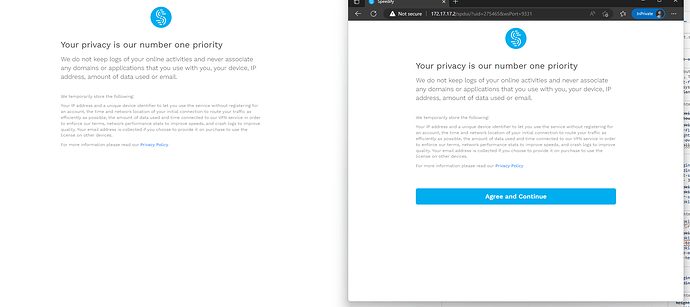 Your privacy is our number one priority
We do not keep logs of your online activities and never associate
any domains or applications that you use with you, your device, IP
address, amount of data used or email.
We temporarily store the following:
Your IP address and a unique device identifier to let you use the service without registering for
an account, the time and network location of your initial connection to route your traffic as
efficiently as possible, the amount of data used and time connected to our VPN service in order
to enforce our terms, network performance stats to improve speeds, and crash logs to improve
quality. Your email address is collected if you choose to provide it on purchase to use the
license on other devices.
For more information please read our Privacy Policy.
Speedify
Not secure
172.17.17.2/spdui/?uid=275465&wsPort=9331
InPrivate
Your privacy is our number one priority
We do not keep logs of your online activities and never associate
any domains or applications that you use with you, your device, IP
address, amount of data used or email.
We temporarily store the following:
Your IP address and a unique device identifier to let you use the service without registering for
an account, the time and network location of your initial connection to route your traffic as
efficiently as possible, the amount of data used and time connected to our VPN service in order
to enforce our terms, network performance stats to improve speeds, and crash logs to improve
quality. Your email address is collected if you choose to provide it on purchase to use the
license on other devices.
For more information please read our Privacy Policy.
Agree and Continue